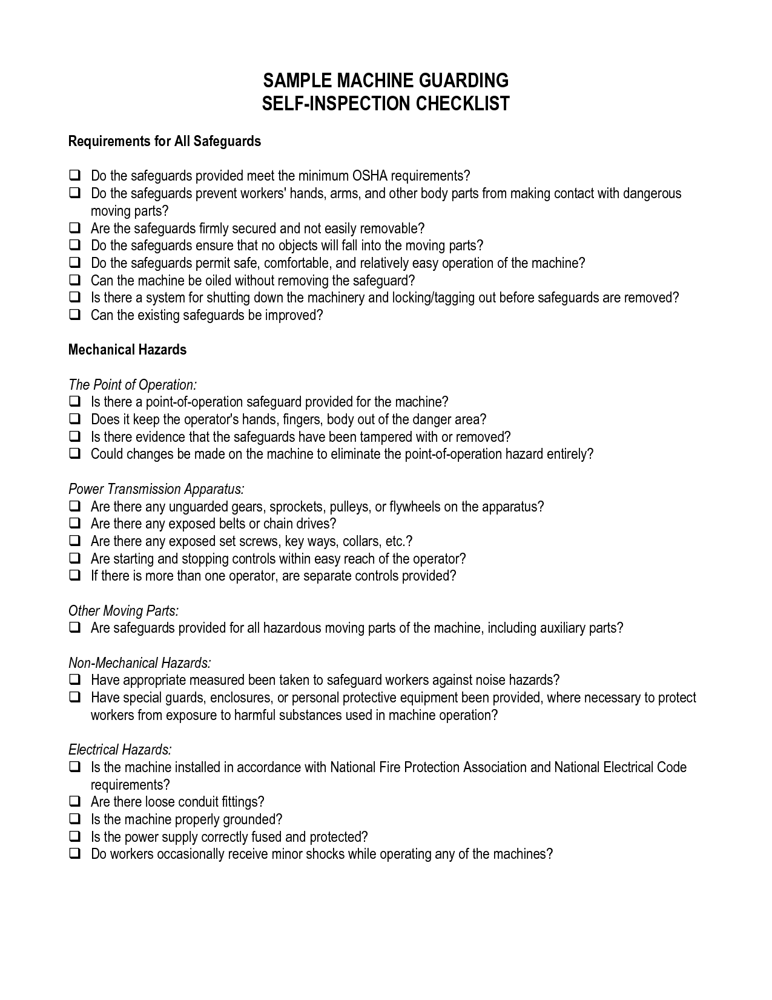 SAMPLE MACHINE GUARDING
SELF-INSPECTION CHECKLIST
Requirements for All Safeguards
❑ Do the safeguards provided meet the minimum OSHA requirements?
❑ Do the safeguards prevent workers' hands, arms, and other body parts from making contact with dangerous
moving parts?
❑ Are the safeguards firmly secured and not easily removable?
❑ Do the safeguards ensure that no objects will fall into the moving parts?
❑ Do the safeguards permit safe, comfortable, and relatively easy operation of the machine?
❑ Can the machine be oiled without removing the safeguard?
❑ Is there a system for shutting down the machinery and locking/tagging out before safeguards are removed?
❑ Can the existing safeguards be improved?
Mechanical Hazards
The Point of Operation:
❑ Is there a point-of-operation safeguard provided for the machine?
❑ Does it keep the operator's hands, fingers, body out of the danger area?
❑ Is there evidence that the safeguards have been tampered with or removed?
❑ Could changes be made on the machine to eliminate the point-of-operation hazard entirely?
Power Transmission Apparatus:
❑ Are there any unguarded gears, sprockets, pulleys, or flywheels on the apparatus?
❑ Are there any exposed belts or chain drives?
❑ Are there any exposed set screws, key ways, collars, etc.?
❑ Are starting and stopping controls within easy reach of the operator?
❑ If there is more than one operator, are separate controls provided?
Other Moving Parts:
❑ Are safeguards provided for all hazardous moving parts of the machine, including auxiliary parts?
Non-Mechanical Hazards:
❑ Have appropriate measured been taken to safeguard workers against noise hazards?
❑ Have special guards, enclosures, or personal protective equipment been provided, where necessary to protect
workers from exposure to harmful substances used in machine operation?
Electrical Hazards:
❑ Is the machine installed in accordance with National Fire Protection Association and National Electrical Code
requirements?
❑ Are there loose conduit fittings?
❑ Is the machine properly grounded?
❑ Is the power supply correctly fused and protected?
❑ Do workers occasionally receive minor shocks while operating any of the machines?